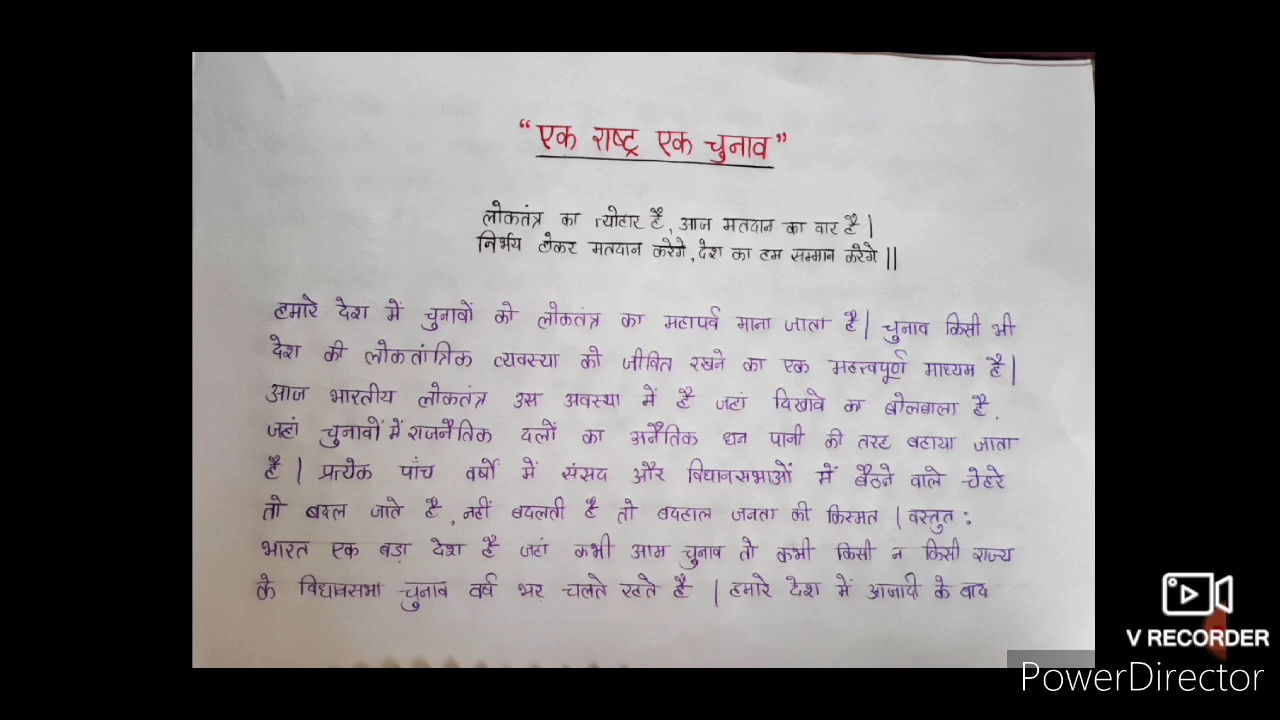 “एक राष्ट्र एक चुनाव”
लोकतंत्र का त्योहार है, आज मतदान का वार है|
निर्भय होकर मतदान करेगे, देश का हम सम्मान करेगे||
हमारे देश में चुनावों को लोकतंत्र का महापर्व माना जाता है| चुनाव किसी भी
देश की लोकतांत्रिक व्यवस्था को जीवित रखने का एक महत्त्वपूर्ण माध्यम है|
आज भारतीय लोकतंत्र उस अवस्था में है जहां दिखावे का बोलबाला है.
जहां चुनावों में राजनैतिक दलों का अनैतिक धन पानी की तरह बहाया जाता
है| प्रत्येक पाँच वर्षों में संसद और विधानसभाओं में बैठने वाले चेहरे
तो बदल जाते है, नहीं बदलती है तो बदहाल जनता की किस्मत | वस्तुत:
भारत एक बड़ा देश है जहां कभी आम चुनाव तो कभी किसी न किसी राज्य
के विधानसभा चुनाव वर्ष भर चलते रहते है | हमारे देश में आजादी के बाद
V RECORDER
PowerDirector